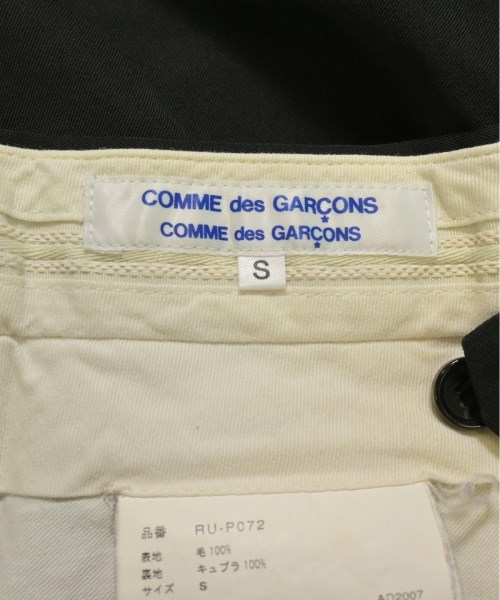 COMME des GARÇONS
COMME des GARÇONS
S
品番 RU-P072
表地 毛100%
裏地 キュプラ100%
サイズ S
AD2007